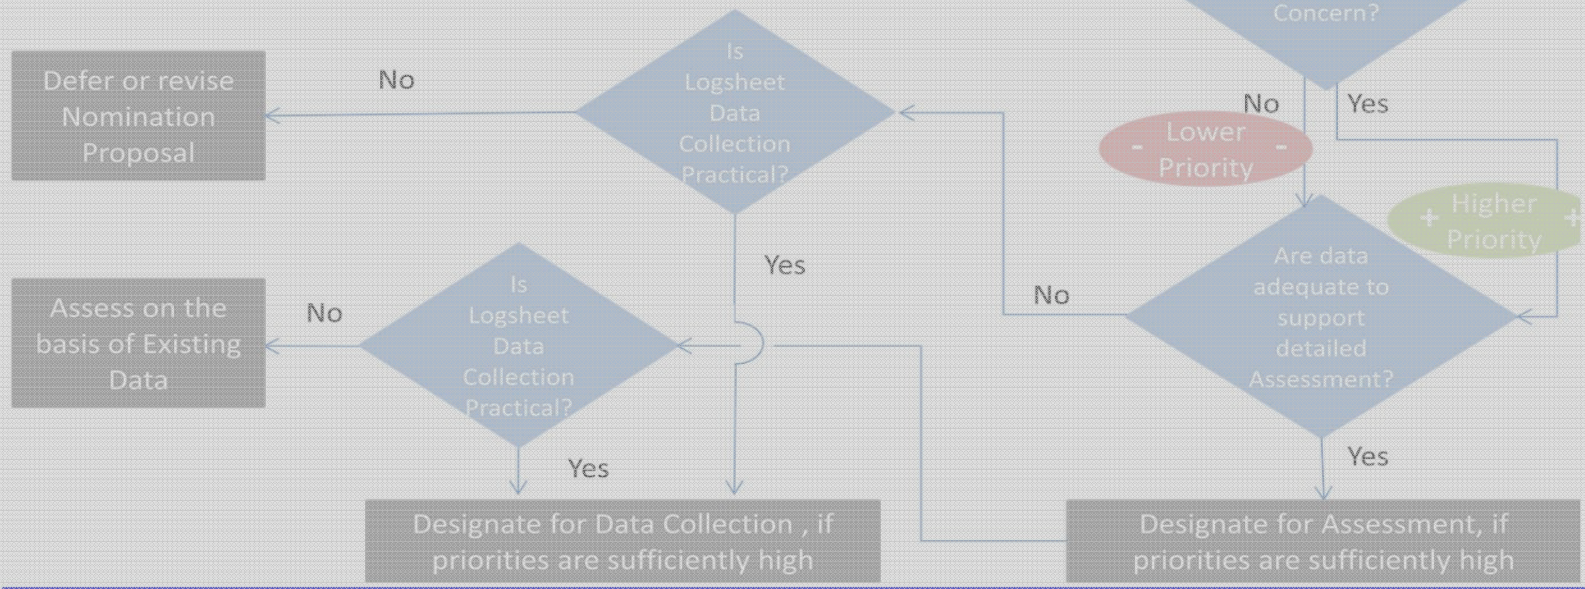 Concern?
Is
Logsheet
Data
Collection
Practical?
Defer or revise
Nomination
Proposal
No
No
Yes
- Lower -
Priority
+ Higher +
Priority
Are data
adequate to
support
detailed
Assessment?
Yes
No
Is
Logsheet
Data
Collection
Practical?
No
Assess on the
basis of Existing
Data
Yes
Yes
Designate for Data Collection , if
priorities are sufficiently high
Designate for Assessment, if
priorities are sufficiently high